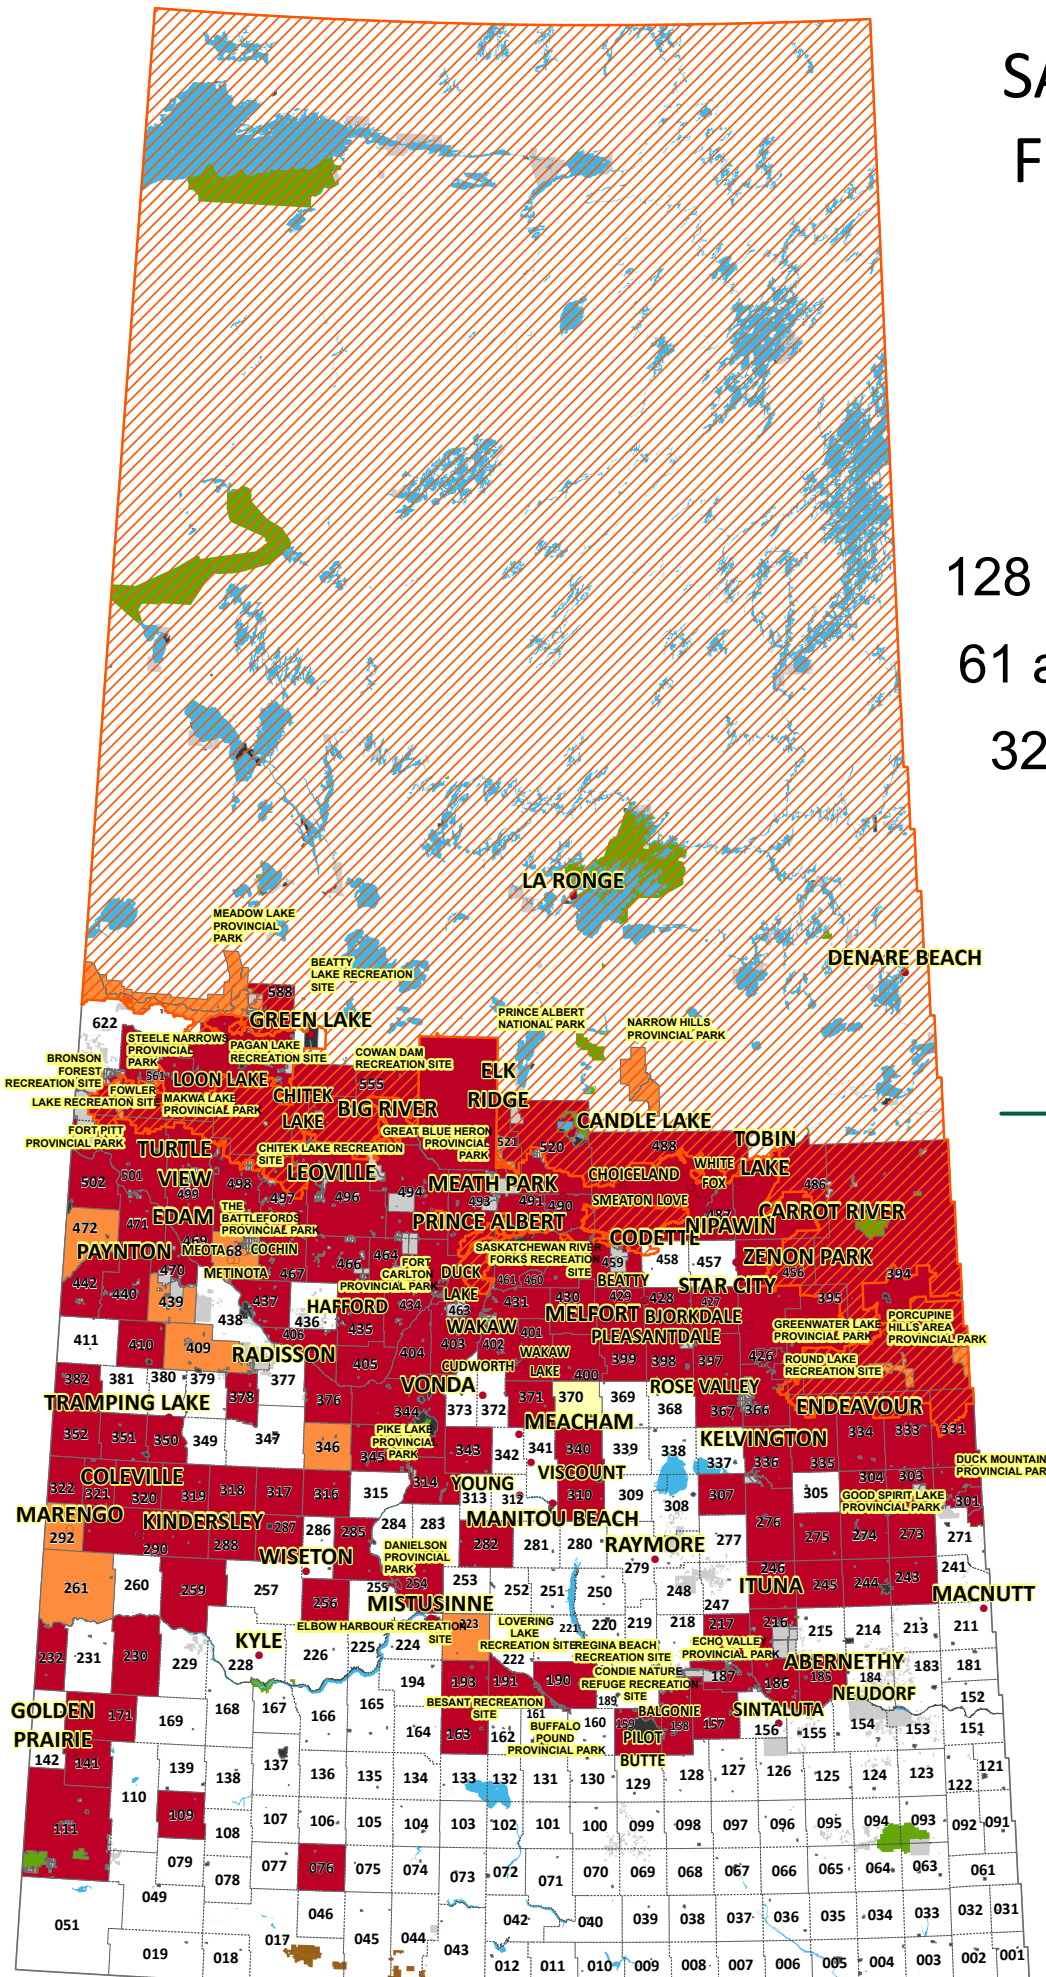 SA
F
128
61 a
32
LA RONGE
MEADOW LAKE
PROVINCIAL
PARK
DENARE BEACH
BEATTY
LAKE RECREATION
SITE
588
PRINCE ALBERT
NATIONAL PARK
NARROW HILLS
PROVINCIAL PARK
622
GREEN LAKE
STEELE NARROWS
PROVINCIAL
PARK
PAGAN LAKE
RECREATION SITE
COWAN DAM
RECREATION SITE
BRONSON
FOREST
RECREATION SITE
561
LOON LAKE
555
ELK
RIDGE
FOWLER
LAKE RECREATION SITE
MAKWA LAKE
PROVINCIAL PARK
CHITEK
LAKE
BIG RIVER
CANDLE LAKE
FORT PITT
PROVINCIAL PARK
TURTLE
VIEW
CHITEK LAKE RECREATION
SITE
GREAT BLUE HERON
PROVINCIAL
PARK
521
520
488
TOBIN
LAKE
502
501
499
498
497
LEOVILLE
496
494
MEATH PARK
493
491
490
CHOICELAND
WHITE
FOX
486
SMEATON LOVE
487
472
471
EDAM
469
THE
BATTLEFORDS
PROVINCIAL PARK
PRINCE ALBERT
CODETTE
NIPAWIN
CARROT RIVER
PAYNTON
MEOTA
68
COCHIN
464
466
467
SASKATCHEWAN RIVER
FORKS RECREATION
SITE
459
458
457
ZENON PARK
456
394
442
440
470
METINOTA
439
FORT
CARLTON
PROVINCIAL PARK
DUCK
LAKE
461
460
BEATTY
STAR CITY
395
438
437
HAFFORD
436
435
434
463
431
430
429
428
427
MELFORT
BJORKDALE
PLEASANTDALE
GREENWATER LAKE
PROVINCIAL PARK
PORCUPINE
HILLS AREA
PROVINCIAL PARK
411
410
409
406
RADISSON
405
404
WAKAW
403
402
401
WAKAW
LAKE
400
399
398
397
426
ROUND LAKE
RECREATION SITE
382
381
380
379
378
377
376
CUDWORTH
VONDA
344
373
372
371
370
369
368
ROSE VALLEY
367
366
ENDEAVOUR
TRAMPING LAKE
352
351
350
349
347
346
345
PIKE LAKE
PROVINCIAL
PARK
343
342
341
340
MEACHAM
339
338
337
KELVINGTON
336
335
334
333
331
322
321
320
319
318
317
316
315
314
COLEVILLE
YOUNG
313
312
VISCOUNT
310
309
308
307
305
304
303
301
DUCK MOUNTAIN
PROVINCIAL PARK
GOOD SPIRIT LAKE
PROVINCIAL PARK
MARENGO
292
290
KINDERSLEY
288
287
286
285
284
283
282
281
280
279
277
276
275
274
273
271
MANITOU BEACH
RAYMORE
WISETON
DANIELSON
PROVINCIAL
PARK
261
260
259
257
256
255
254
253
252
251
250
248
247
246
245
244
243
241
ITUNA
MACNUTT
MISTUSINNE
ELBOW HARBOUR RECREATION
SITE
232
231
230
229
KYLE
228
226
225
224
223
222
221
220
219
218
217
216
215
214
213
211
LOVERING
LAKE
RECREATION SITE
REGINA BEACH
RECREATION SITE
ECHO VALLEY
PROVINCIAL PARK
ABERNETHY
CONDIE NATURE
REFUGE RECREATION
SITE
194
193
191
190
189
187
186
185
184
183
181
GOLDEN
PRAIRIE
171
169
168
167
166
165
164
163
162
161
160
159
158
157
156
155
154
153
152
151
BESANT RECREATION
SITE
BUFFALO
POUND
PROVINCIAL PARK
BALGONIE
PILOT
BUTTE
SINTALUTA
NEUDORF
142
141
139
138
137
136
135
134
133
132
131
130
129
128
127
126
125
124
123
122
121
111
110
109
108
107
106
105
104
103
102
101
100
099
098
097
096
095
094
093
092
091
079
078
077
076
075
074
073
072
071
070
069
068
067
066
065
064
063
061
051
049
046
045
044
043
042
040
039
038
037
036
035
034
033
032
031
019
018
017
012
011
010
009
008
007
006
005
004
003
002
001